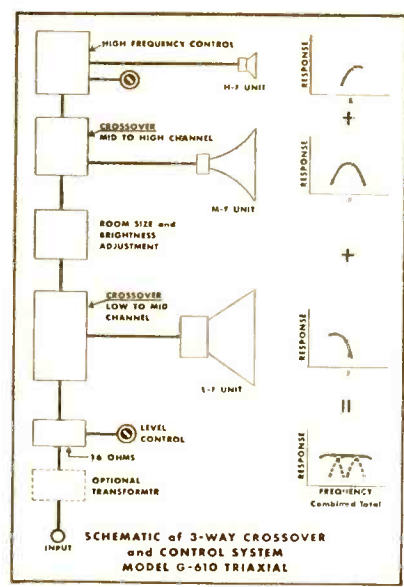 HIGH FREQUENCY CONTROL
H-F UNIT
RESPONSE
CROSSOVER
MID TO HIGH CHANNEL
M-F UNIT
RESPONSE
+
ROOM SIZE and
BRIGHTNESS
ADJUSTMENT
+
CROSSOVER
LOW TO MID
CHANNEL
L-F UNIT
RESPONSE
=
LEVEL
CONTROL
16 OHMS
OPTIONAL
TRANSFORMER
RESPONSE
FREQUENCY
Combined Total
INPUT
SCHEMATIC of 3-WAY CROSSOVER
and CONTROL SYSTEM
MODEL G-610 TRIAXIAL